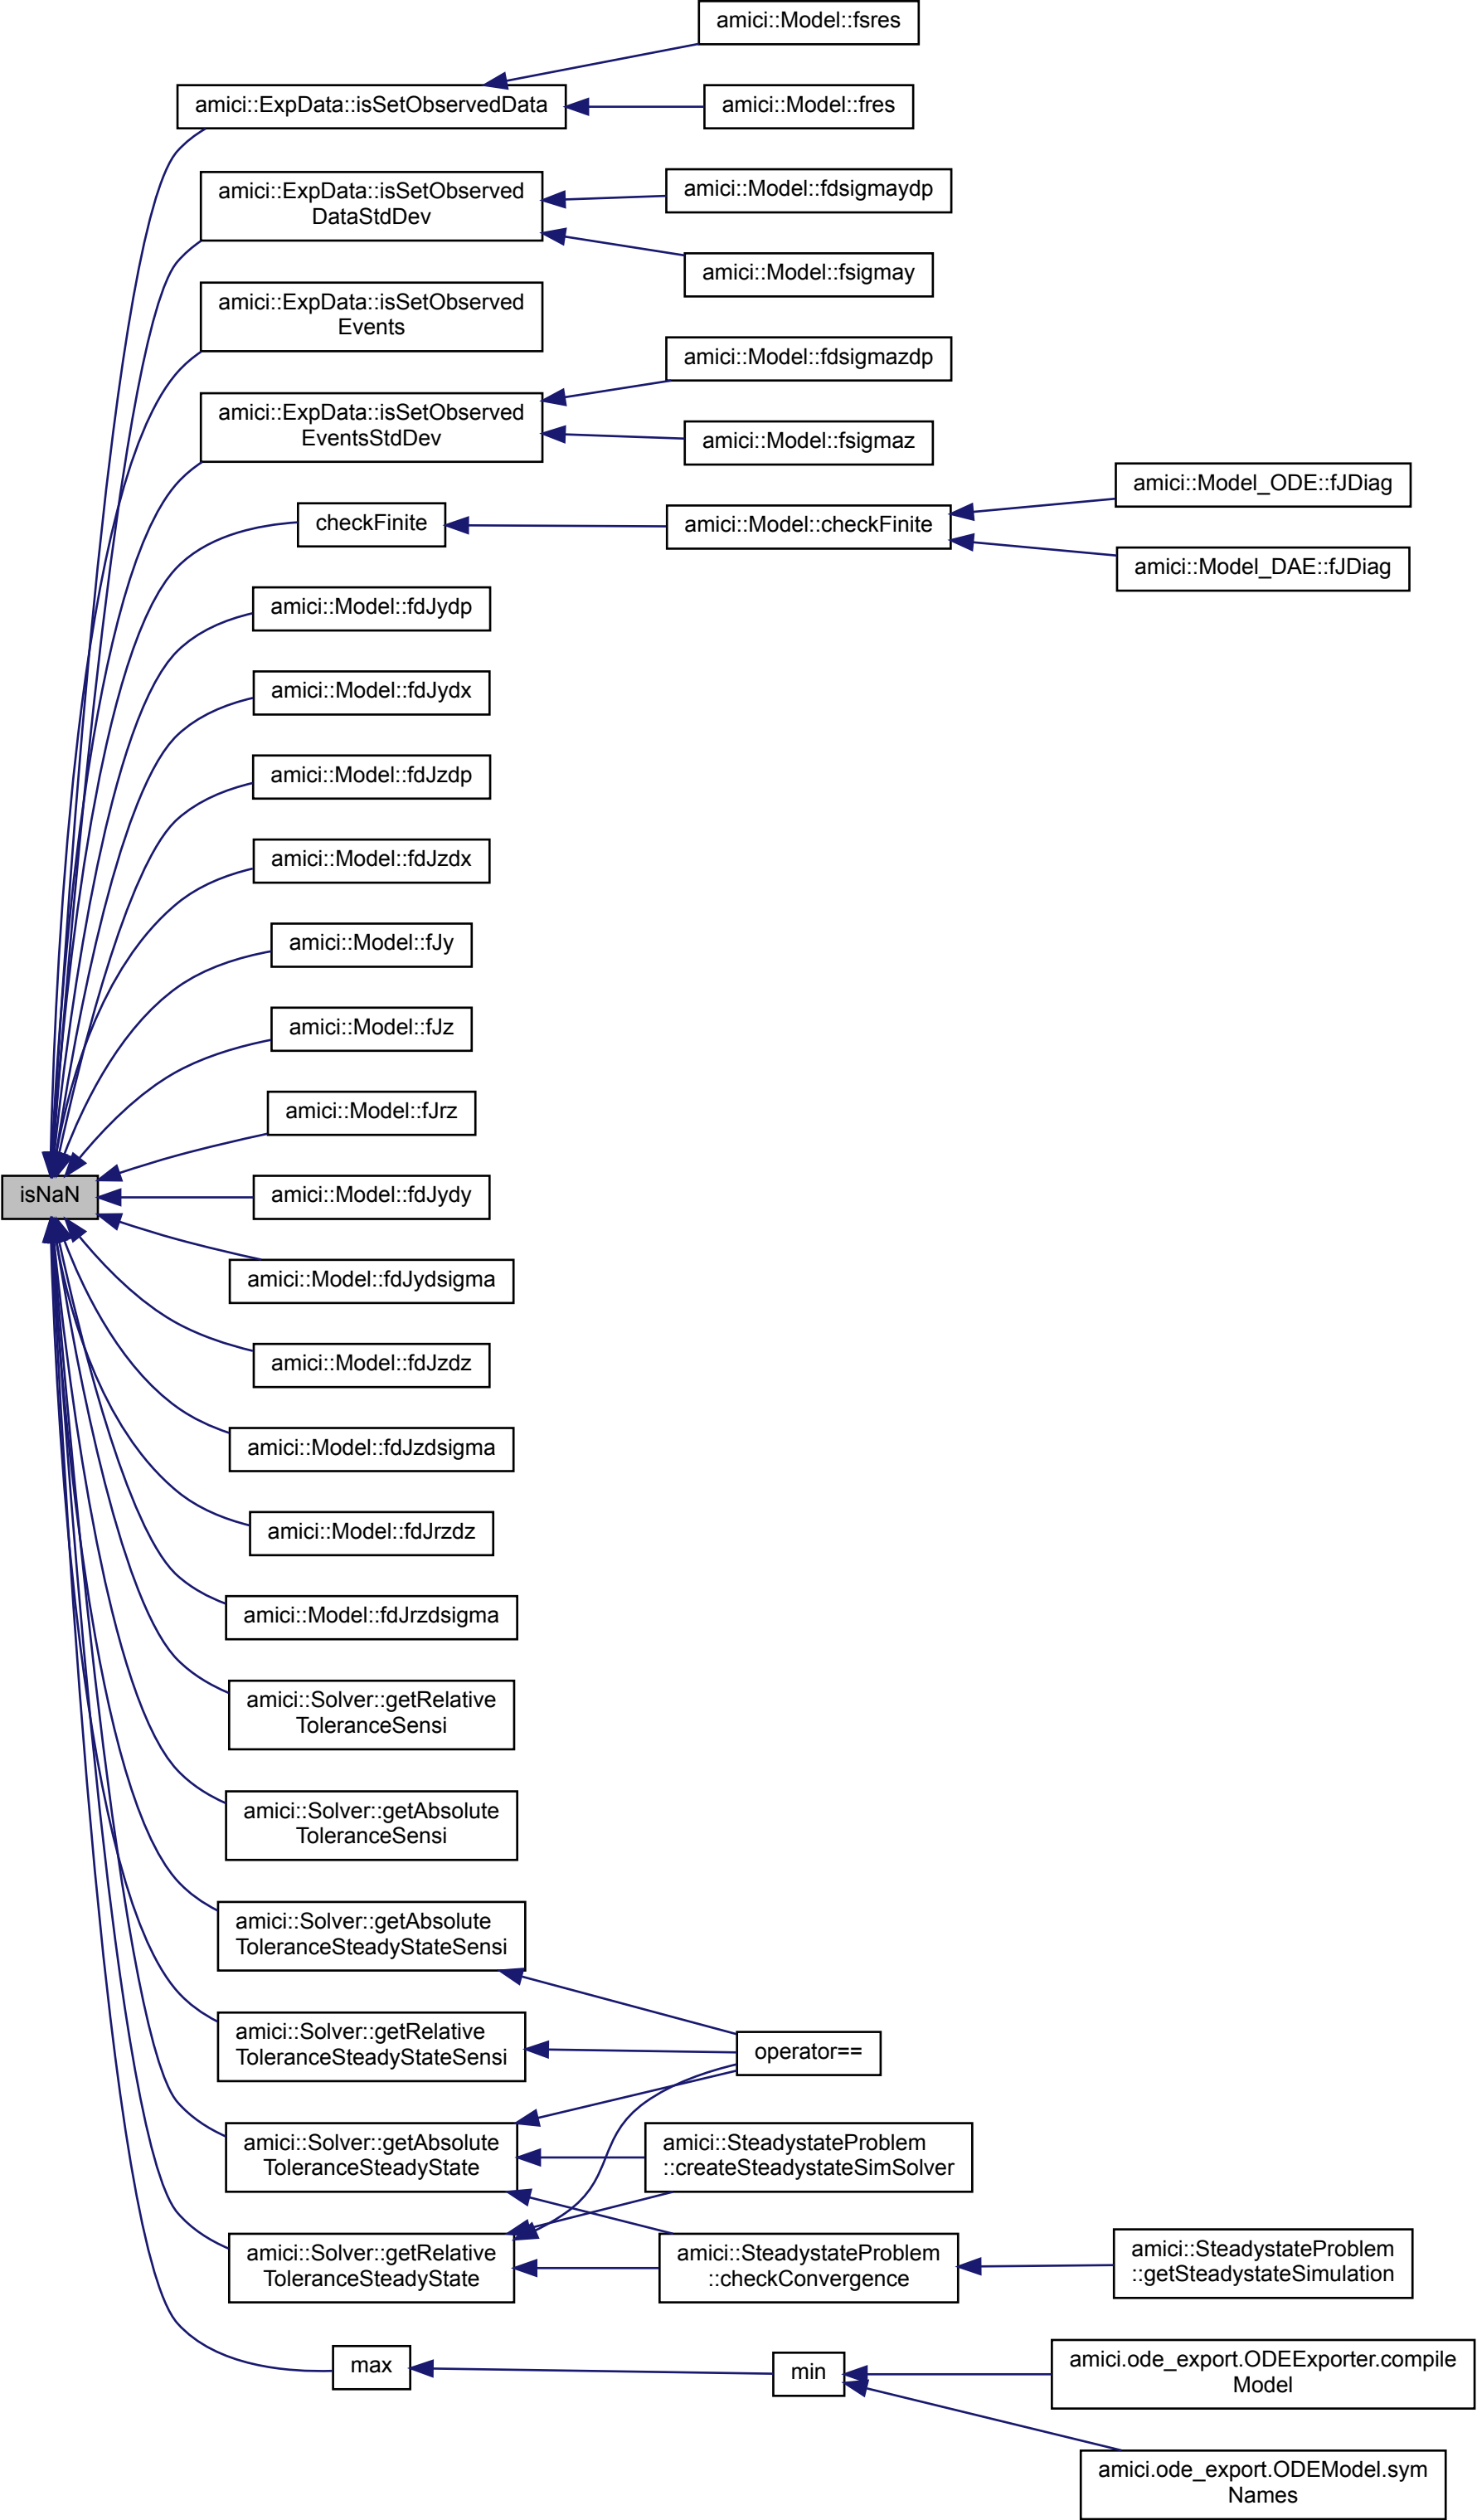 amici::Model::fsres
amici::ExpData::isSetObservedData
amici::Model::fres
amici::ExpData::isSetObserved
DataStdDev
amici::Model::fdsigmaydp
amici::Model::fsigmay
amici::ExpData::isSetObserved
Events
amici::Model::fdsigmazdp
amici::ExpData::isSetObserved
EventsStdDev
amici::Model::fsigmaz
checkFinite
amici::Model::checkFinite
amici::Model_ODE::fJDiag
amici::Model_DAE::fJDiag
amici::Model::fdJydp
amici::Model::fdJydx
amici::Model::fdJzdp
amici::Model::fdJzdx
amici::Model::fJy
amici::Model::fJz
amici::Model::fJrz
isNaN
amici::Model::fdJydy
amici::Model::fdJydsigma
amici::Model::fdJzdz
amici::Model::fdJzdsigma
amici::Model::fdJrzdz
amici::Model::fdJrzdsigma
amici::Solver::getRelative
ToleranceSensi
amici::Solver::getAbsolute
ToleranceSensi
amici::Solver::getAbsolute
ToleranceSteadyStateSensi
amici::Solver::getRelative
ToleranceSteadyStateSensi
operator==
amici::Solver::getAbsolute
ToleranceSteadyState
amici::SteadystateProblem
::createSteadystateSimSolver
amici::Solver::getRelative
ToleranceSteadyState
amici::SteadystateProblem
::checkConvergence
amici::SteadystateProblem
::getSteadystateSimulation
max
min
amici.ode_export.ODEExporter.compile
Model
amici.ode_export.ODEModel.sym
Names